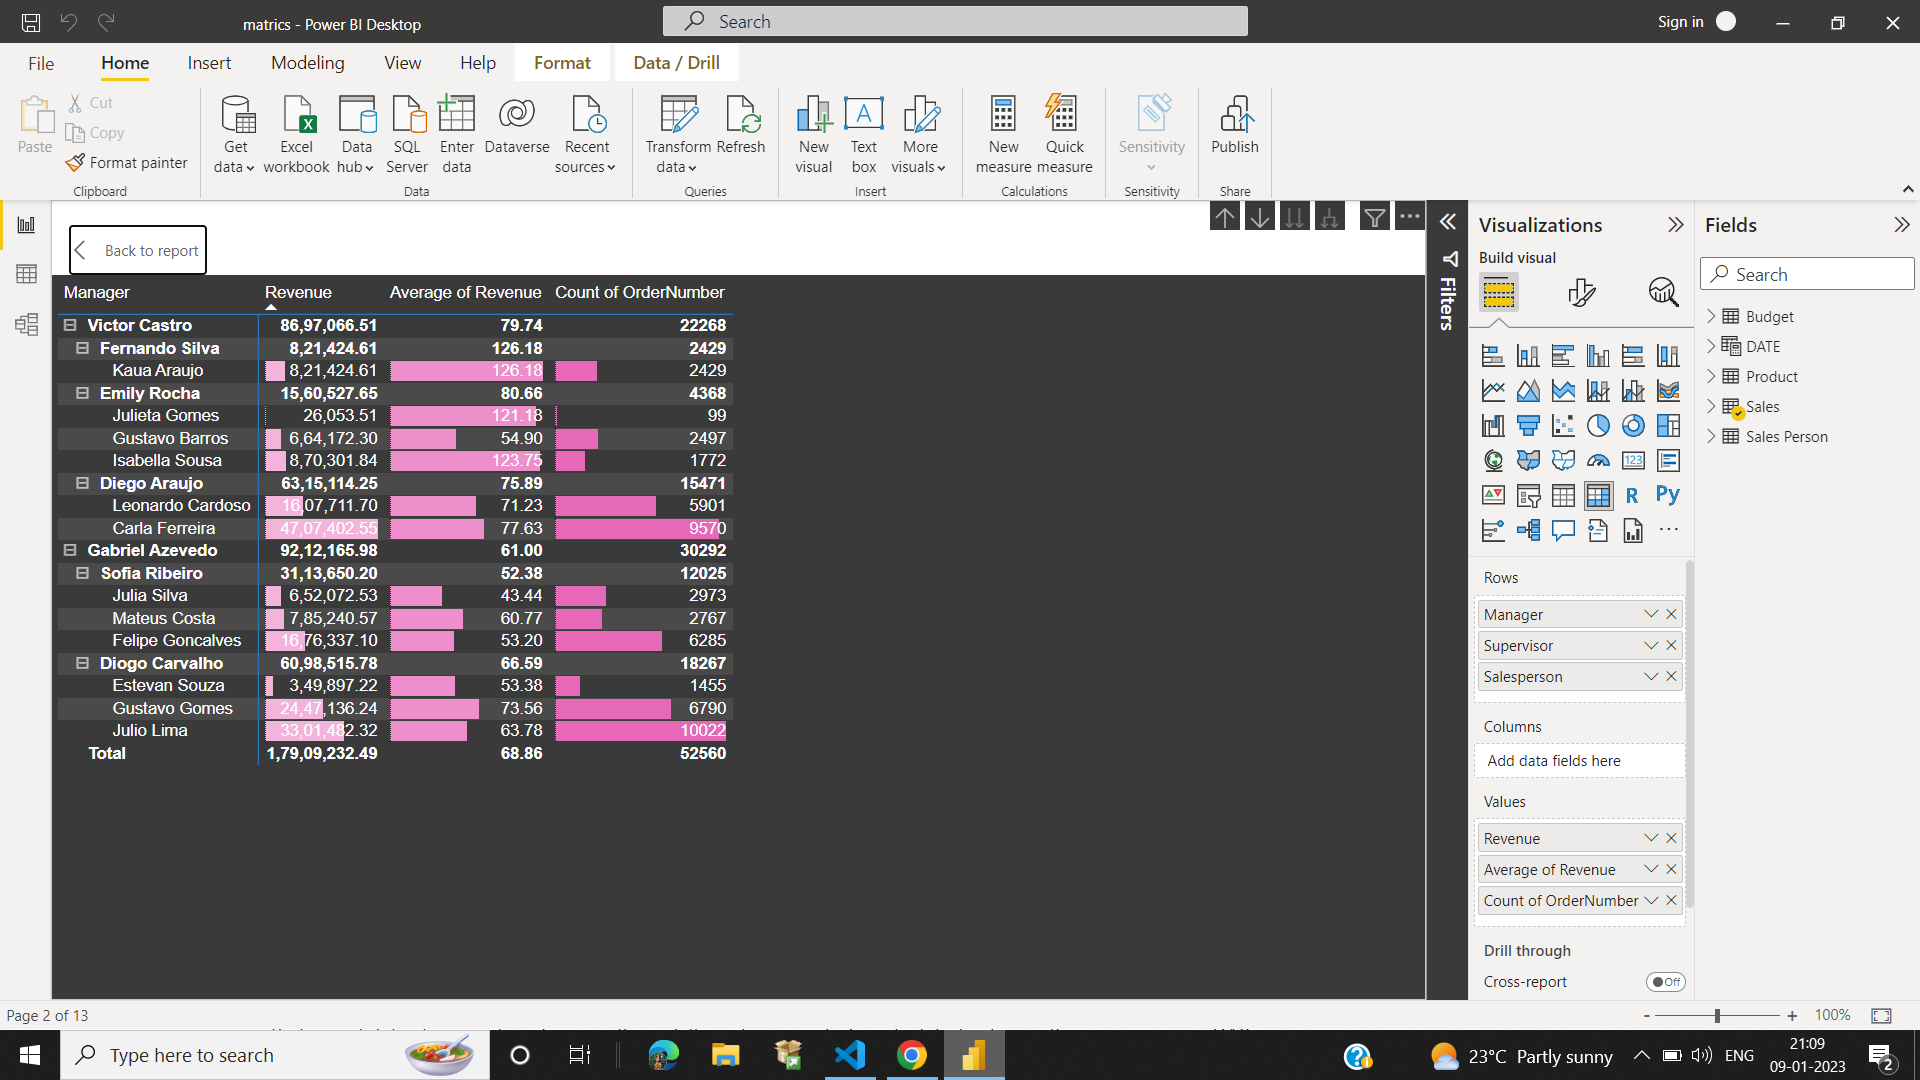 matrics - Power BI Desktop
Search
Sign in
File Home Insert Modeling View Help Format Data / Drill
Paste
Cut
Copy
Format painter
Clipboard
Get data
Excel workbook
Data hub
SQL Server
Enter data
Dataverse
Recent sources
Data
Transform data
Refresh
Queries
New visual
Text box
More visuals
Insert
New measure
Quick measure
Calculations
Sensitivity
Sensitivity
Publish
Share
Back to report
Manager Revenue Average of Revenue Count of OrderNumber
Victor Castro 86,97,066.51 79.74 22268
Fernando Silva 8,21,424.61 126.18 2429
Kaua Araujo 8,21,424.61 126.18 2429
Emily Rocha 15,60,527.65 80.66 4368
Julieta Gomes 26,053.51 121.18 99
Gustavo Barros 6,64,172.30 54.90 2497
Isabella Sousa 8,70,301.84 123.75 1772
Diego Araujo 63,15,114.25 75.89 15471
Leonardo Cardoso 16,07,711.70 71.23 5901
Carla Ferreira 47,07,402.55 77.63 9570
Gabriel Azevedo 92,12,165.98 61.00 30292
Sofia Ribeiro 31,13,650.20 52.38 12025
Julia Silva 6,52,072.53 43.44 2973
Mateus Costa 7,85,240.57 60.77 2767
Felipe Goncalves 16,76,337.10 53.20 6285
Diogo Carvalho 60,98,515.78 66.59 18267
Estevan Souza 3,49,897.22 53.38 1455
Gustavo Gomes 24,47,136.24 73.56 6790
Julio Lima 33,01,482.32 63.78 10022
Total 1,79,09,232.49 68.86 52560
Filters
Visualizations
Build visual
123
R
Py
Rows
Manager
Supervisor
Salesperson
Columns
Add data fields here
Values
Revenue
Average of Revenue
Count of OrderNumber
Drill through
Cross-report Off
Fields
Search
Budget
DATE
Product
Sales
Sales Person
Page 2 of 13
- + 100%
Type here to search
23°C Partly sunny
ENG
21:09
09-01-2023
2